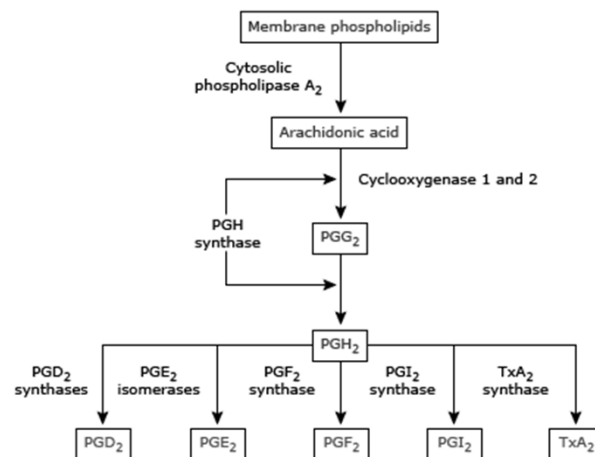 Membrane phospholipids
Cytosolic
phospholipase A₂
Arachidonic acid
Cyclooxygenase 1 and 2
PGH
synthase
PGG₂
PGH₂
PGD₂
synthases
PGE₂
isomerases
PGF₂
synthase
PGI₂
synthase
TxA₂
synthase
PGD₂
PGE₂
PGF₂
PGI₂
TxA₂